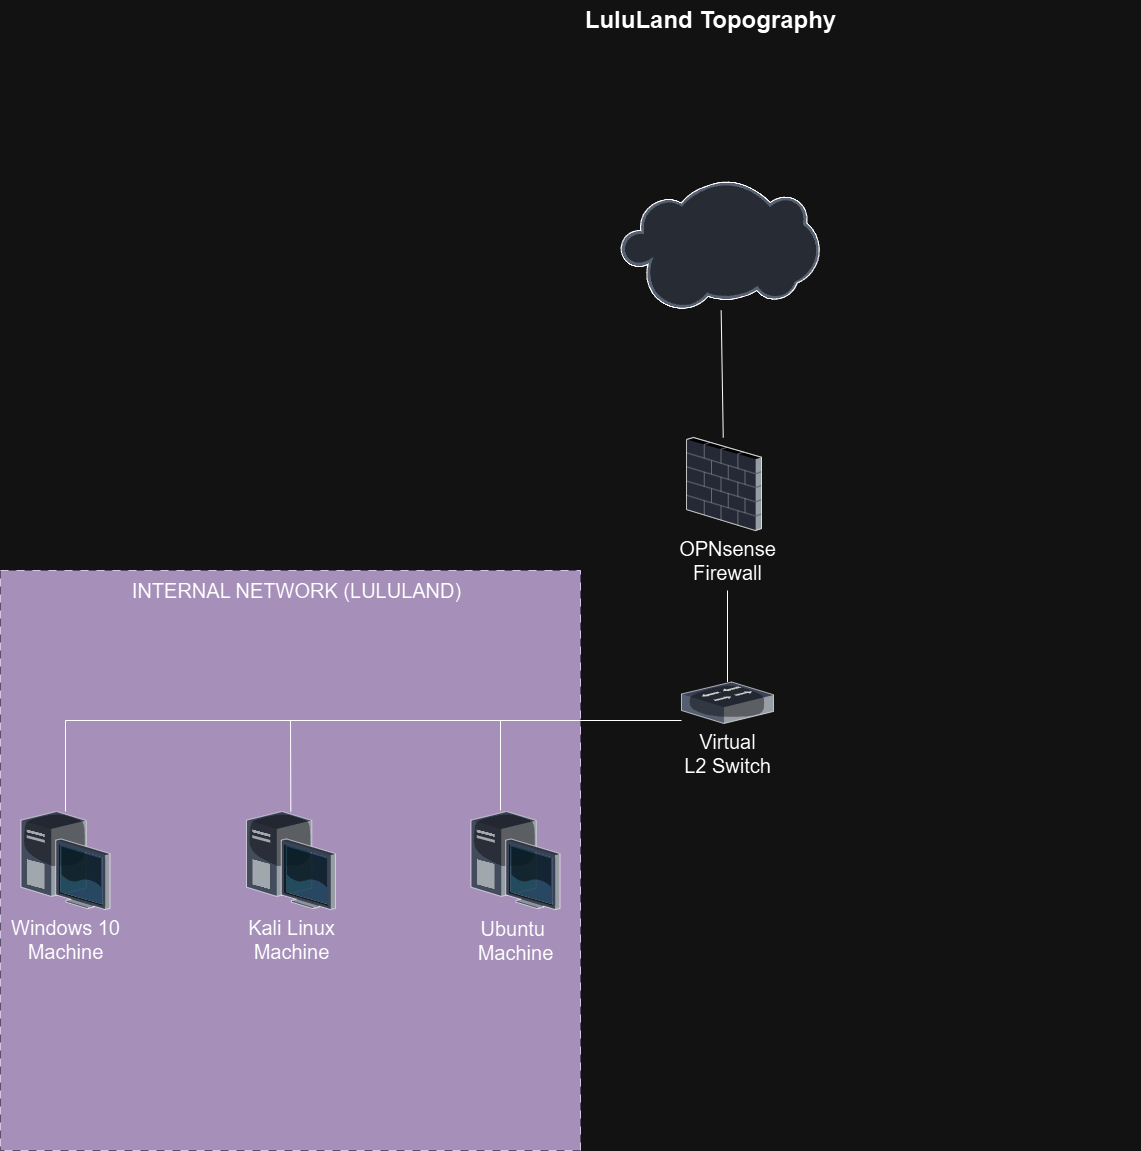 LuluLand Topography
OPNsense
Firewall
INTERNAL NETWORK (LULULAND)
Virtual
L2 Switch
Windows 10
Machine
Kali Linux
Machine
Ubuntu
Machine